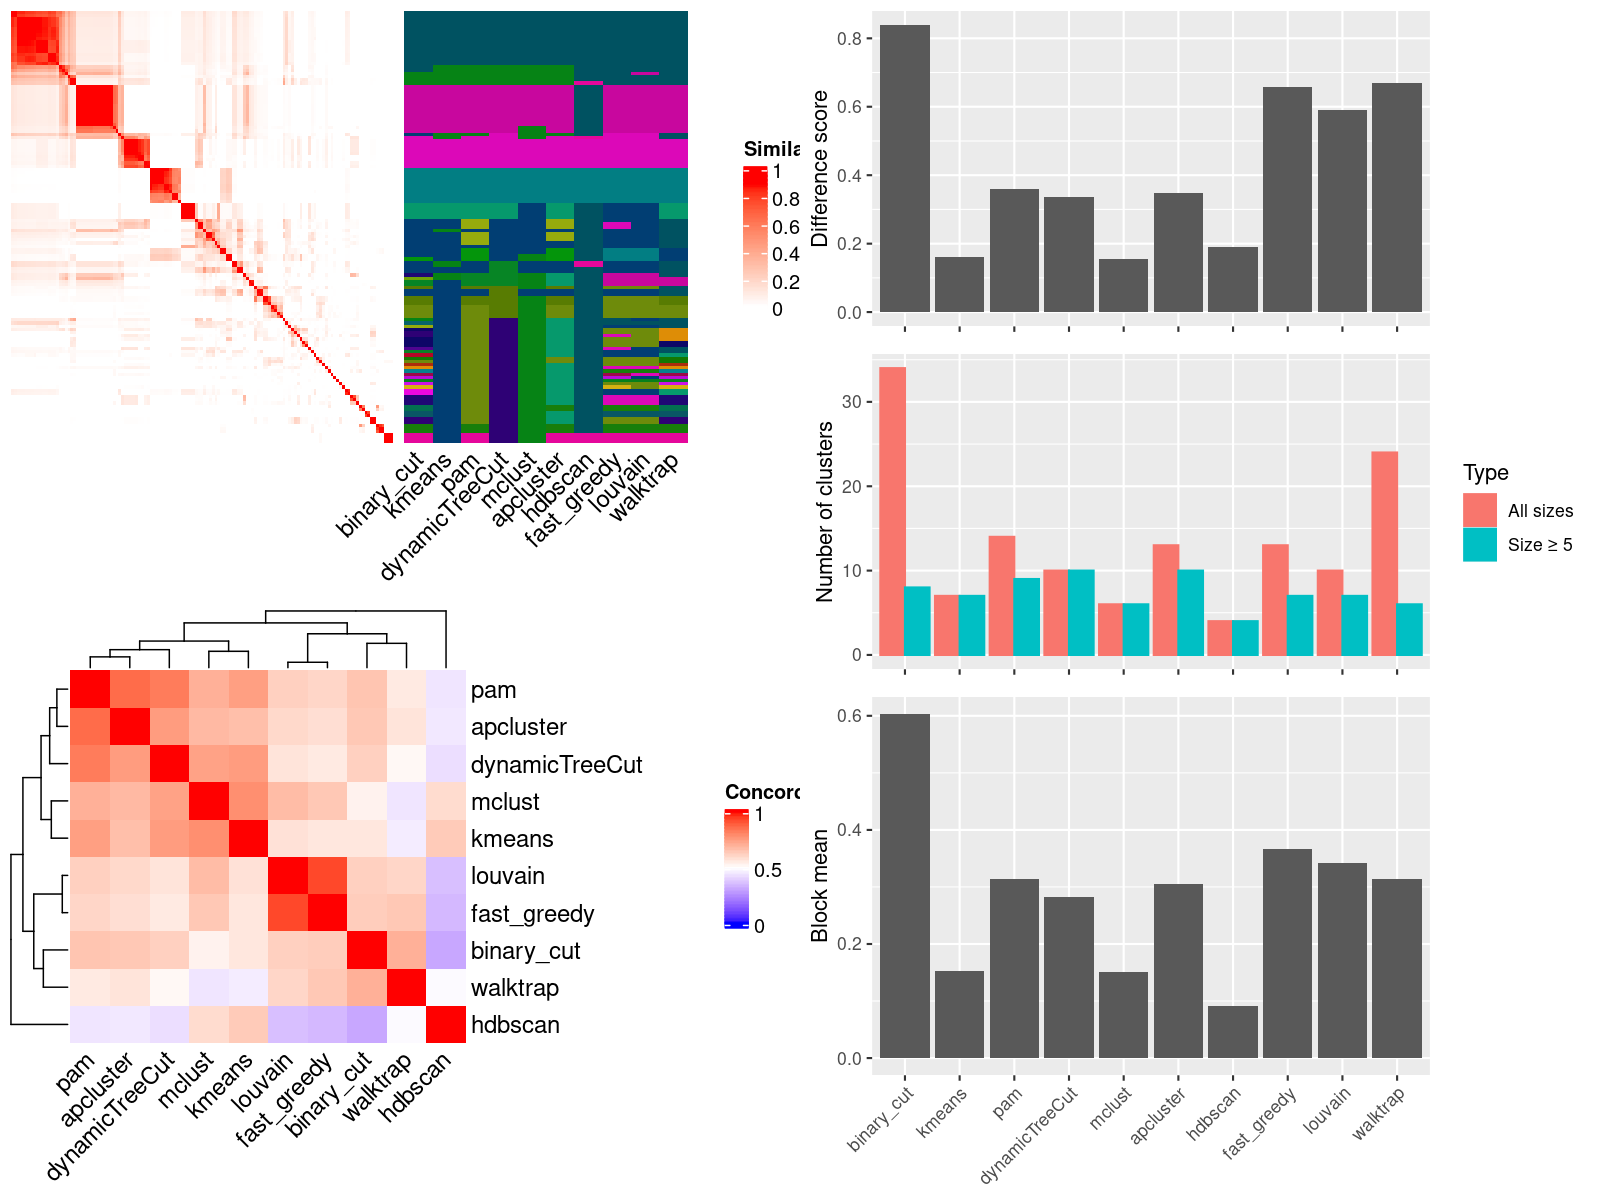 Simila
1
0.8
0.6
0.4
0.2
0
binary_cut
kmeans
pam
dynamicTreeCut
mclust
apcluster
hdbscan
fast_greedy
louvain
walktrap
Difference score
0.8
0.6
0.4
0.2
0.0
Number of clusters
30
20
10
0
Type
All sizes
Size ≥ 5
pam
apcluster
dynamicTreeCut
mclust
kmeans
louvain
fast_greedy
binary_cut
walktrap
hdbscan
pam
apcluster
dynamicTreeCut
mclust
kmeans
louvain
fast_greedy
binary_cut
walktrap
hdbscan
Concord
1
0.5
0
Block mean
0.6
0.4
0.2
0.0
binary_cut
kmeans
pam
dynamicTreeCut
mclust
apcluster
hdbscan
fast_greedy
louvain
walktrap